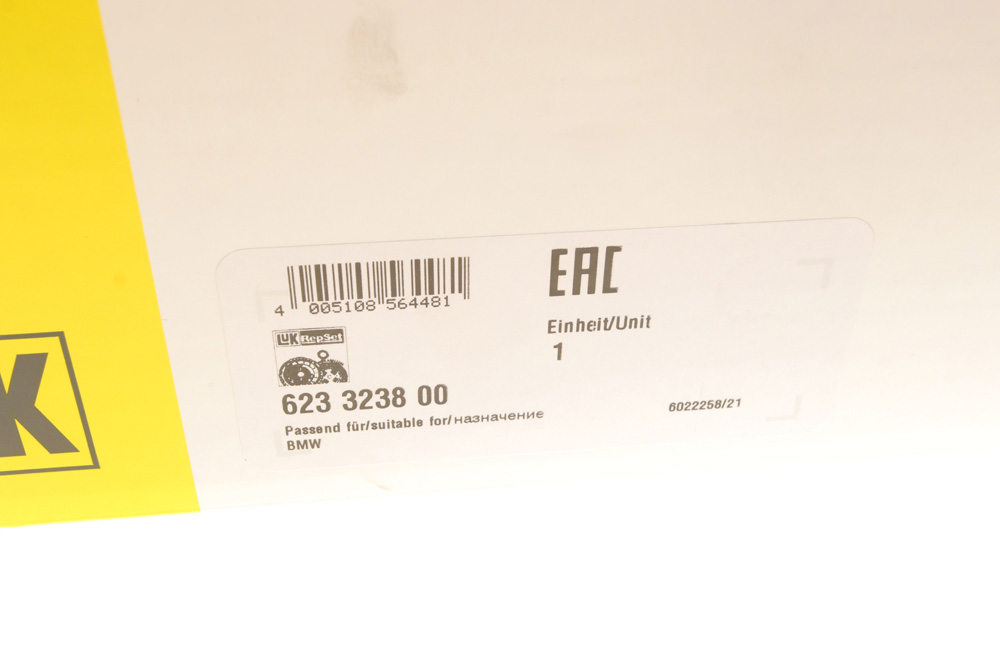 4 005108 564481
EAC
Einheit/Unit
1
LuK RepSet
623 3238 00
Passend für/suitable for/назначение
BMW
6022258/21
K